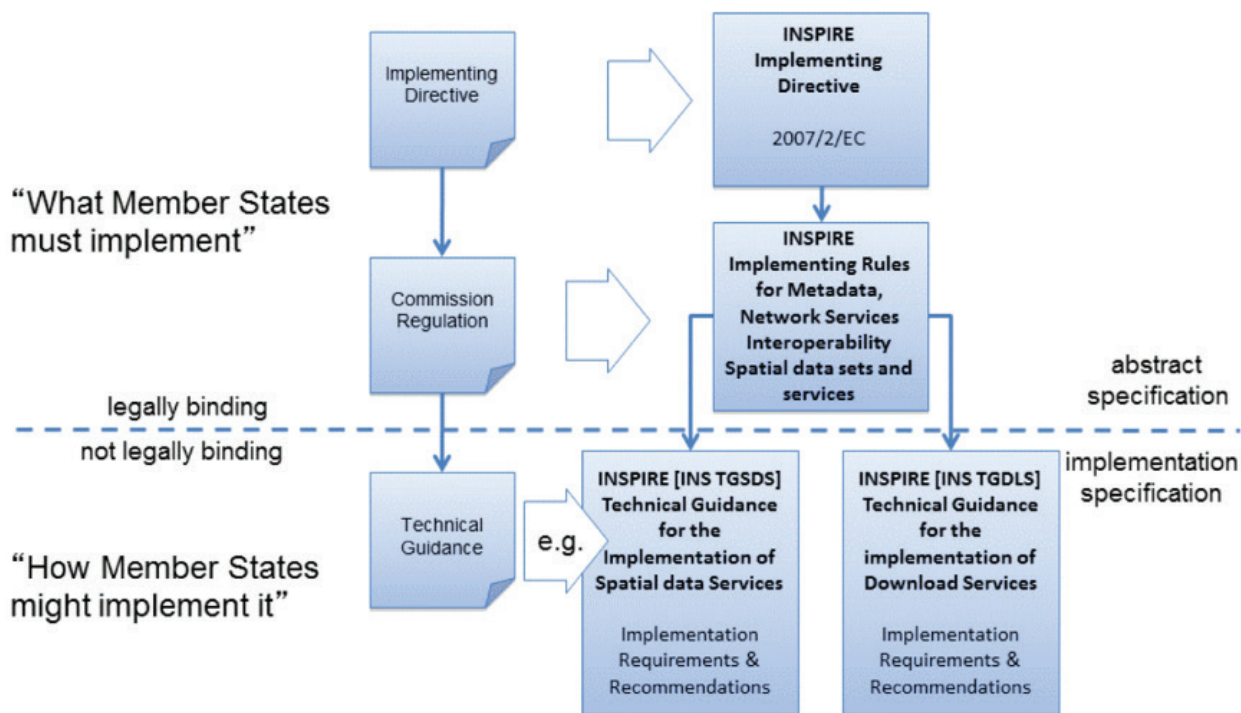 Implementing
Directive
INSPIRE
Implementing
Directive
2007/2/EC
“What Member States
must implement”
Commission
Regulation
INSPIRE
Implementing Rules
for Metadata,
Network Services
Interoperability
Spatial data sets and
services
abstract
specification
legally binding
not legally binding
implementation
specification
Technical
Guidance
e.g.
INSPIRE [INS TGSDS]
Technical Guidance
for the
Implementation of
Spatial data Services
Implementation
Requirements &
Recommendations
INSPIRE [INS TGDLS]
Technical Guidance
for the
implementation of
Download Services
Implementation
Requirements &
Recommendations
“How Member States
might implement it”